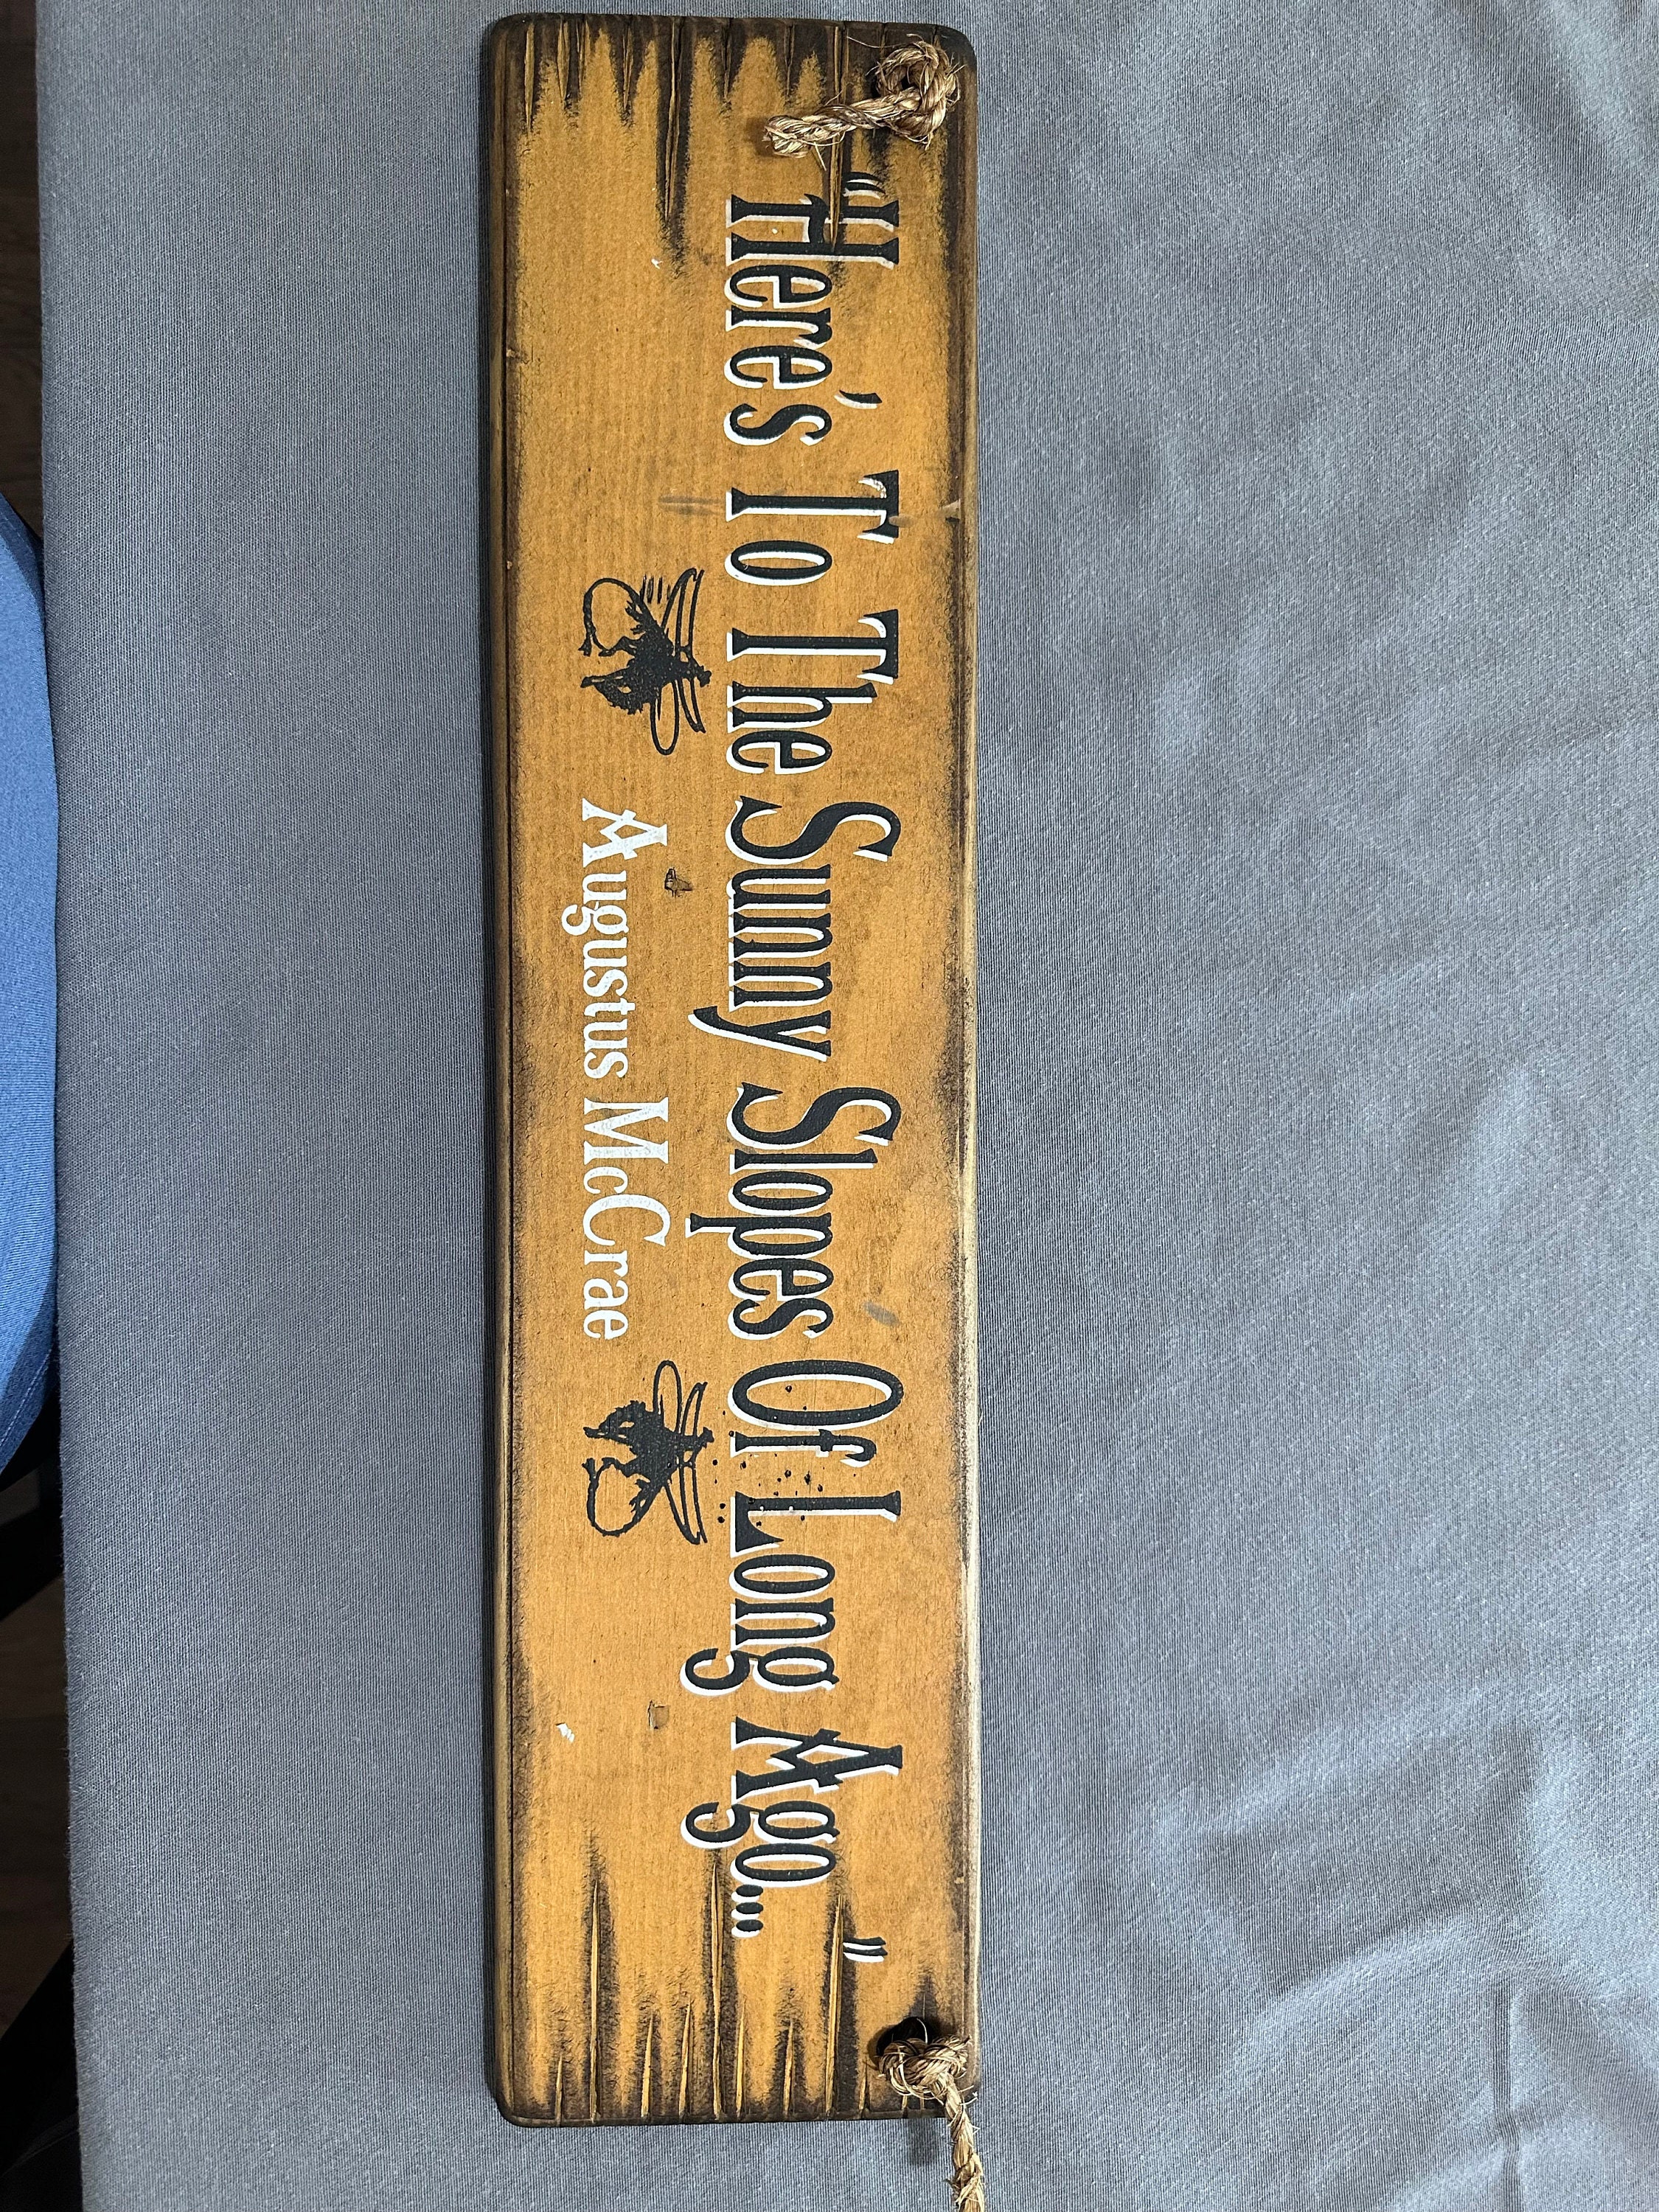 "Here's To The Sunny Slopes Of Long Ago...."
Augustus McCrae